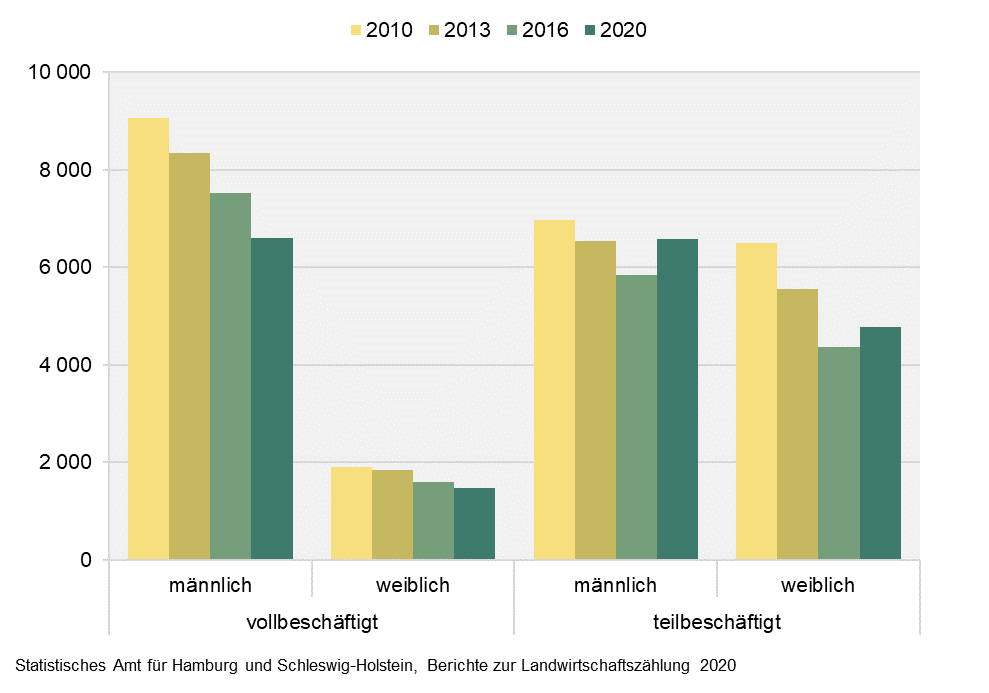 2010 2013 2016 2020
10 000
8 000
6 000
4 000
2 000
0
männlich weiblich männlich weiblich
vollbeschäftigt teilbeschäftigt
Statistisches Amt für Hamburg und Schleswig-Holstein, Berichte zur Landwirtschaftszählung 2020